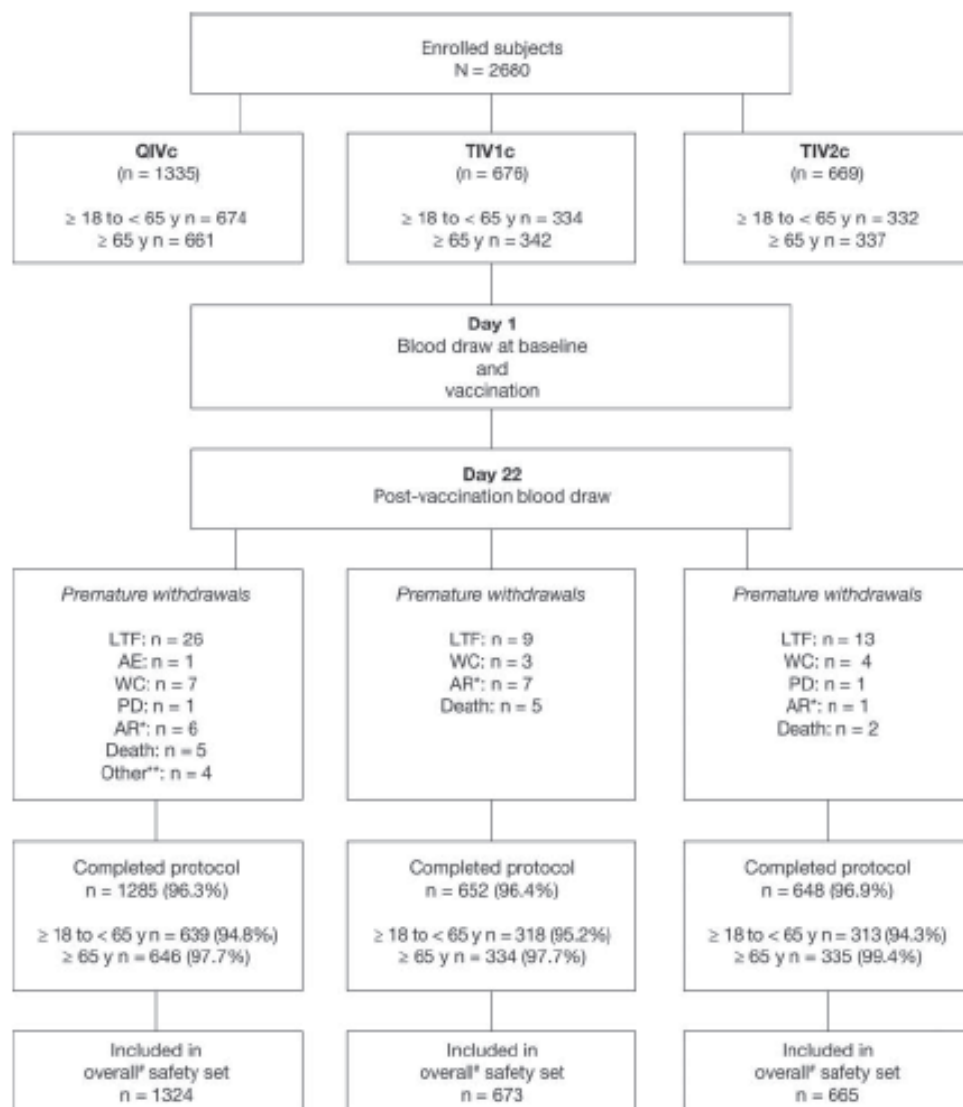 Enrolled subjects
N = 2680
QIVc
(n = 1335)
≥ 18 to < 65 y n = 674
≥ 65 y n = 661
TIV1c
(n = 676)
≥ 18 to < 65 y n = 334
≥ 65 y n = 342
TIV2c
(n = 669)
≥ 18 to < 65 y n = 332
≥ 65 y n = 337
Day 1
Blood draw at baseline
and
vaccination
Day 22
Post-vaccination blood draw
Premature withdrawals
LTF: n = 26
AE: n = 1
WC: n = 7
PD: n = 1
AR*: n = 6
Death: n = 5
Other**: n = 4
Premature withdrawals
LTF: n = 9
WC: n = 3
AR*: n = 7
Death: n = 5
Premature withdrawals
LTF: n = 13
WC: n = 4
PD: n = 1
AR*: n = 1
Death: n = 2
Completed protocol
n = 1285 (96.3%)
≥ 18 to < 65 y n = 639 (94.8%)
≥ 65 y n = 646 (97.7%)
Completed protocol
n = 652 (96.4%)
≥ 18 to < 65 y n = 318 (95.2%)
≥ 65 y n = 334 (97.7%)
Completed protocol
n = 648 (96.9%)
≥ 18 to < 65 y n = 313 (94.3%)
≥ 65 y n = 335 (99.4%)
Included in
overall# safety set
n = 1324
Included in
overall# safety set
n = 673
Included in
overall# safety set
n = 665